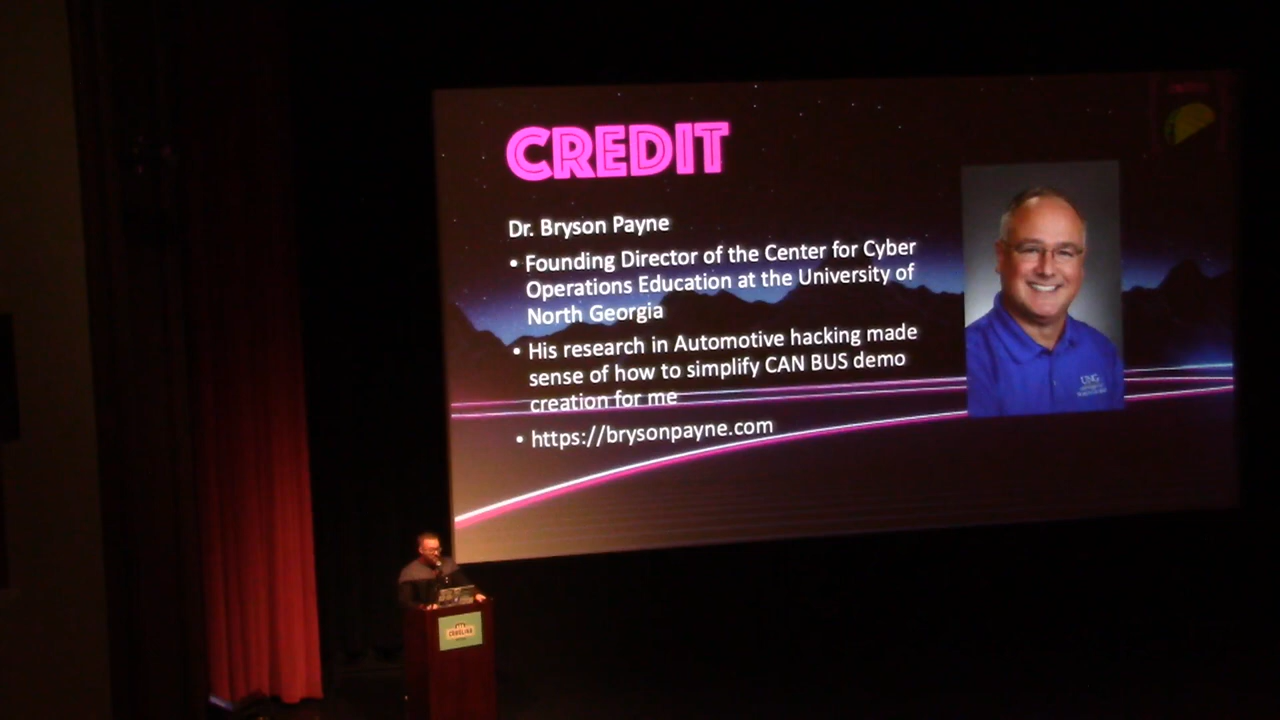 CREDIT
Dr. Bryson Payne
• Founding Director of the Center for Cyber
Operations Education at the University of
North Georgia
• His research in Automotive hacking made
sense of how to simplify CAN BUS demo
creation for me
• https://brysonpayne.com
UNG
CAROLINA